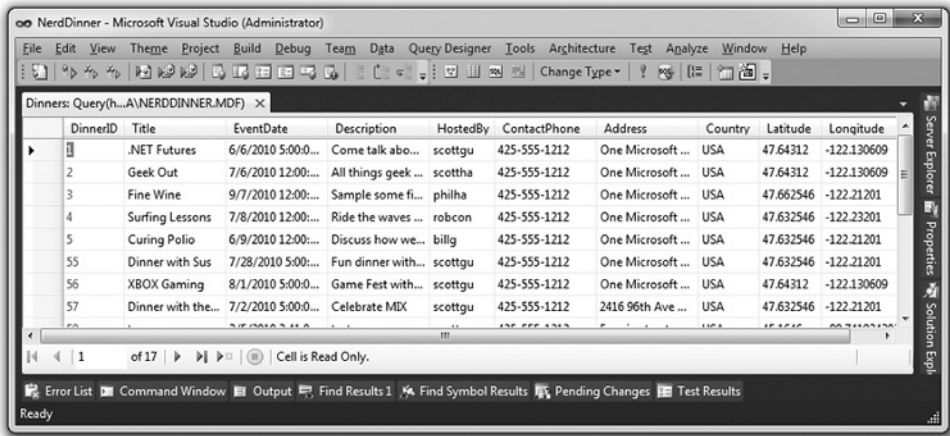 NerdDinner - Microsoft Visual Studio (Administrator)
File Edit View Theme Project Build Debug Team Data Query Designer Tools Architecture Test Analyze Window Help
Change Type
Dinners: Query(h...A\NERDDINNER.MDF)
DinnerID Title EventDate Description HostedBy ContactPhone Address Country Latitude Longitude
1 .NET Futures 6/6/2010 5:00:0... Come talk abo... scottgu 425-555-1212 One Microsoft ... USA 47.64312 -122.130609
2 Geek Out 7/6/2010 12:00:... All things geek ... scottha 425-555-1212 One Microsoft ... USA 47.64312 -122.130609
3 Fine Wine 9/7/2010 12:00:... Sample some fi... philha 425-555-1212 One Microsoft ... USA 47.662546 -122.21201
4 Surfing Lessons 7/8/2010 12:00:... Ride the waves ... robcon 425-555-1212 One Microsoft ... USA 47.632546 -122.23201
5 Curing Polio 6/9/2010 12:00:... Discuss how we... billg 425-555-1212 One Microsoft ... USA 47.632546 -122.21201
55 Dinner with Sus 7/28/2010 5:00:... Fun dinner with... scottgu 425-555-1212 One Microsoft ... USA 47.632546 -122.21201
56 XBOX Gaming 8/1/2010 5:00:0... Game Fest with... scottgu 425-555-1212 One Microsoft ... USA 47.64312 -122.130609
57 Dinner with the... 7/2/2010 5:00:0... Celebrate MIX scottgu 425-555-1212 2416 96th Ave ... USA 47.632546 -122.21201
1 of 17 Cell is Read Only.
Server Explorer
Properties
Solution Expl
Error List Command Window Output Find Results 1 Find Symbol Results Pending Changes Test Results
Ready